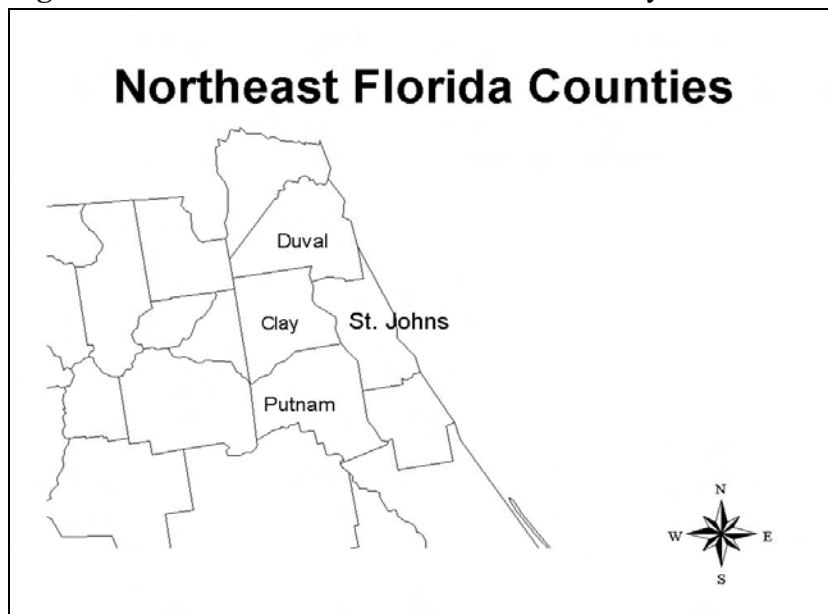 Northeast Florida Counties
Duval
Clay
St. Johns
Putnam
N
W
E
S